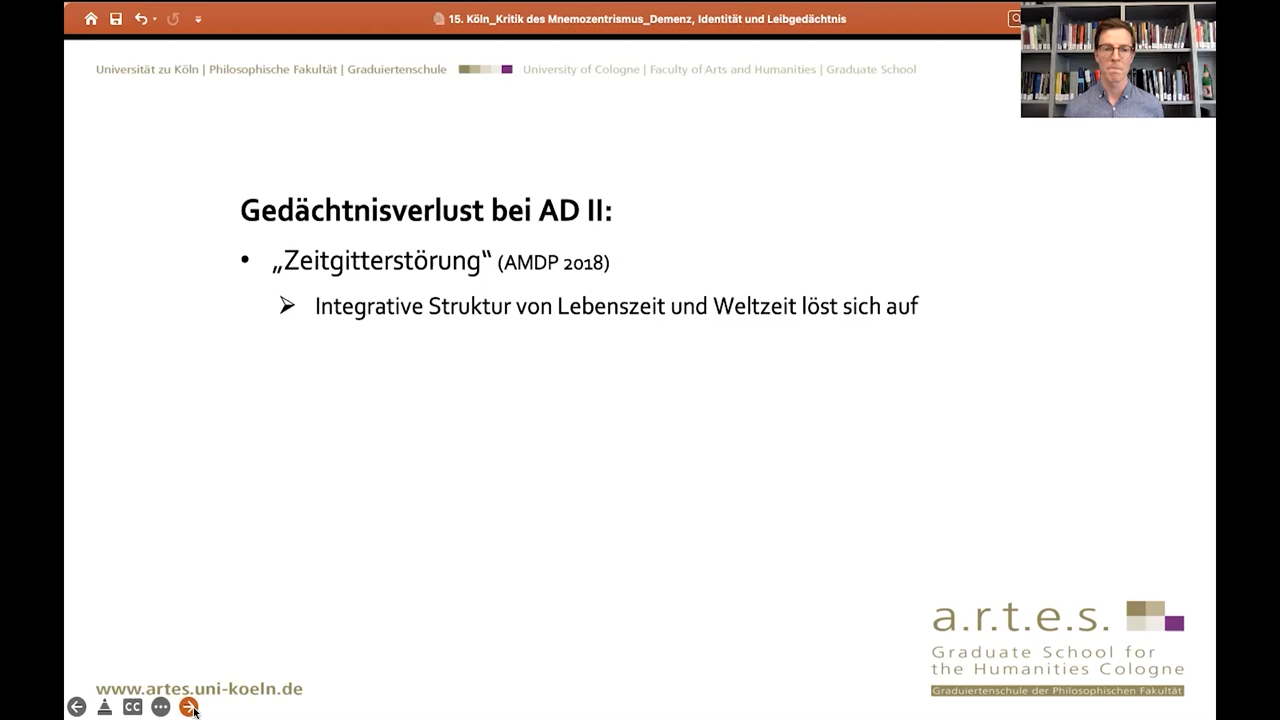 15. Köln_Kritik des Mnemozentrismus_Demenz, Identität und Leibgedächtnis
Universität zu Köln | Philosophische Fakultät | Graduiertenschule
University of Cologne | Faculty of Arts and Humanities | Graduate School
Gedächtnisverlust bei AD II:
• „Zeitgitterstörung“ (AMDP 2018)
➢ Integrative Struktur von Lebenszeit und Weltzeit löst sich auf
a.r.t.e.s.
Graduate School for
the Humanities Cologne
Graduiertenschule der Philosophischen Fakultät
www.artes.uni-koeln.de
CC